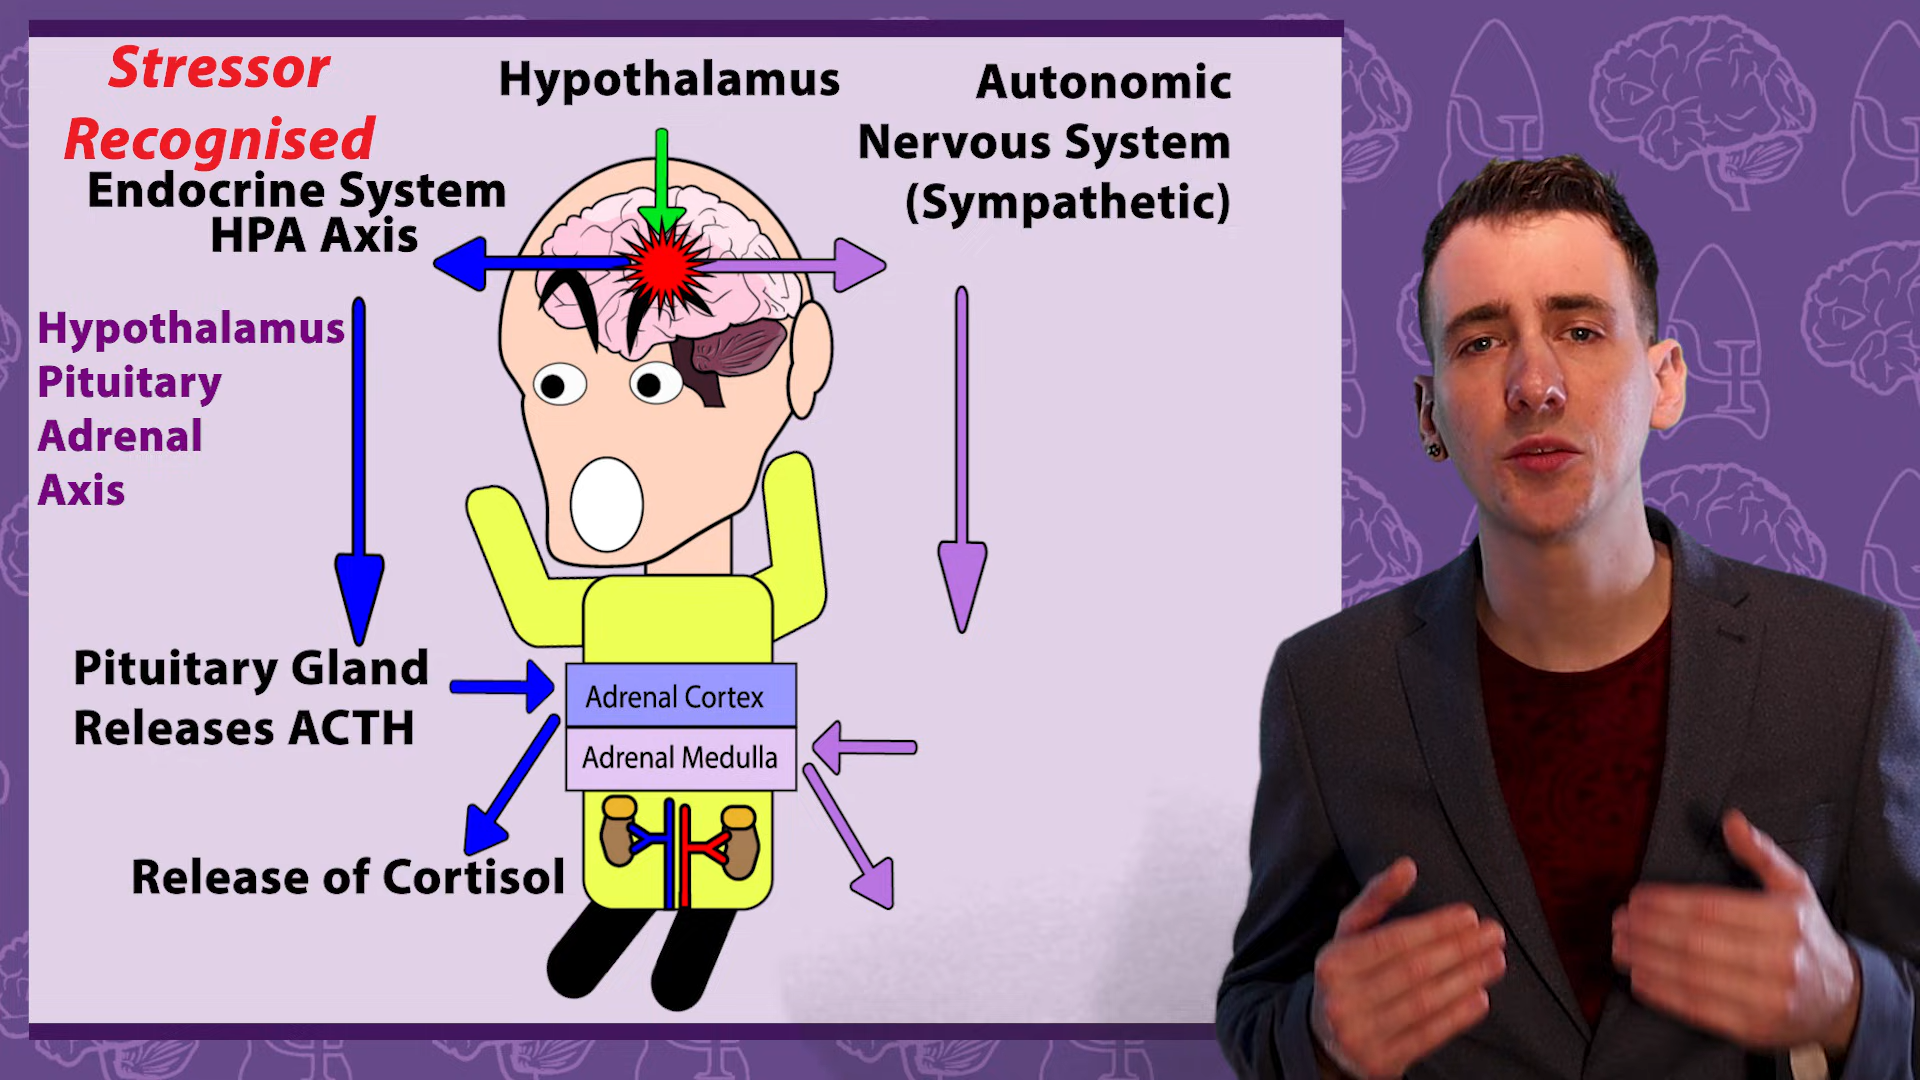 Stressor
Recognised
Endocrine System
HPA Axis
Hypothalamus
Pituitary
Adrenal
Axis
Pituitary Gland
Releases ACTH
Release of Cortisol
Hypothalamus
Adrenal Cortex
Adrenal Medulla
Autonomic
Nervous System
(Sympathetic)